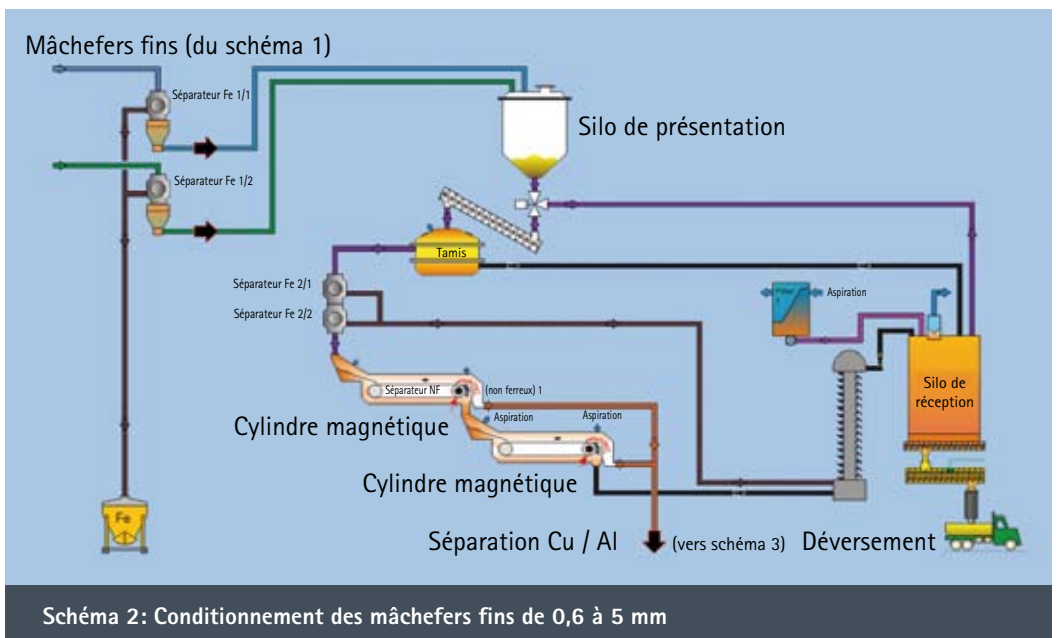 Mâchefers fins (du schéma 1)
Séparateur Fe 1/1
Silo de présentation
Séparateur Fe 1/2
Tamis
Séparateur Fe 2/1
Séparateur Fe 2/2
Filter
1
Aspiration
Silo de
réception
Séparateur NF
(non ferreux) 1
Cylindre magnétique
Aspiration
Aspiration
Cylindre magnétique
Fe
Séparation Cu / Al
(vers schéma 3)
Déversement
Schéma 2: Conditionnement des mâchefers fins de 0,6 à 5 mm